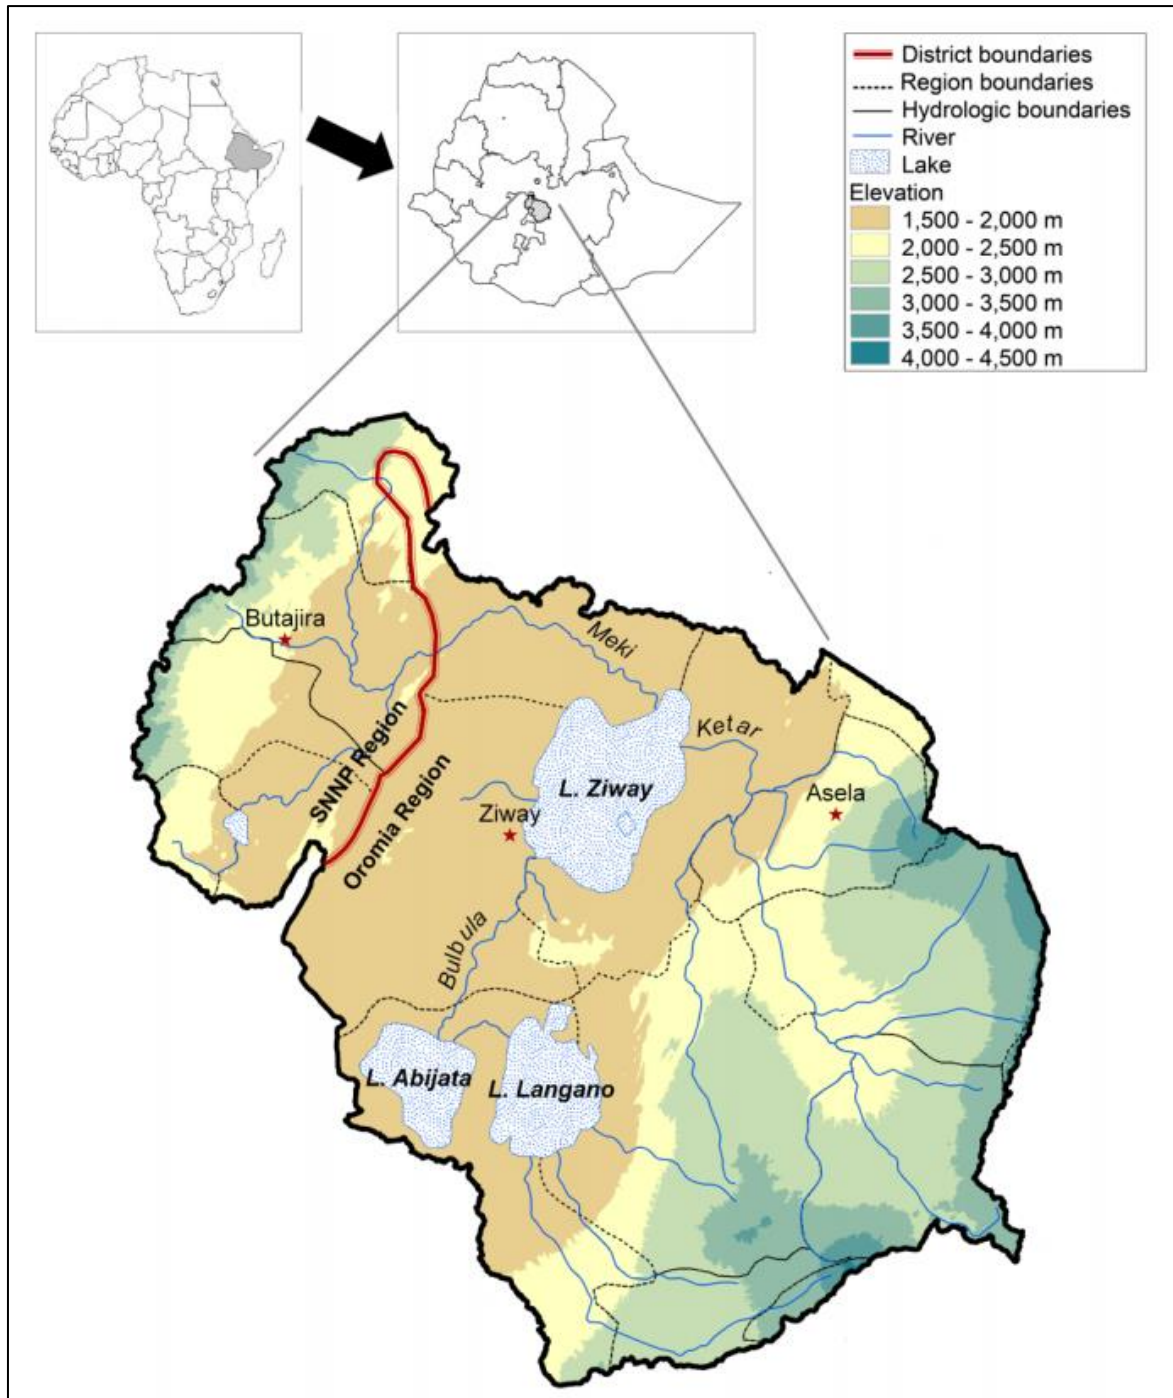 District boundaries
Region boundaries
Hydrologic boundaries
River
Lake
Elevation
1,500 - 2,000 m
2,000 - 2,500 m
2,500 - 3,000 m
3,000 - 3,500 m
3,500 - 4,000 m
4,000 - 4,500 m
Butajira
Meki
Ketar
SNNP Region
Oromia Region
L. Ziway
Ziway
Asela
Bulbula
L. Abijata
L. Langano